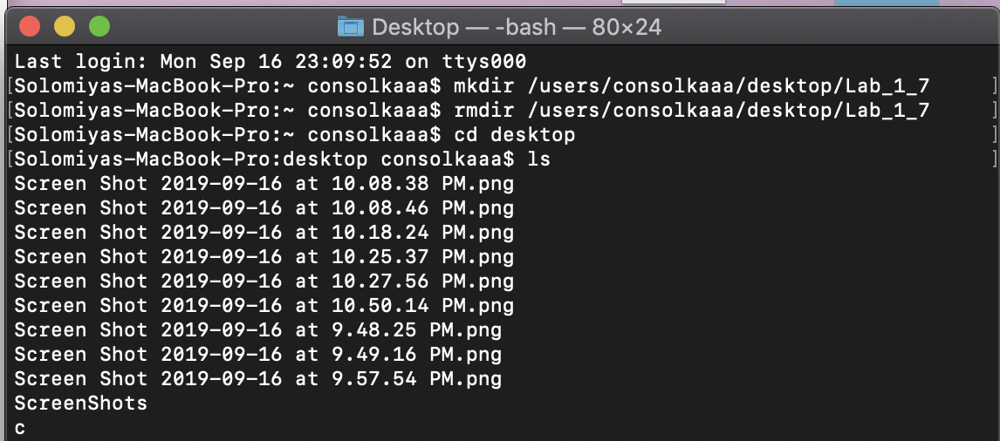 Desktop — -bash — 80×24
Last login: Mon Sep 16 23:09:52 on ttys000
[Solomiyas-MacBook-Pro:~ consolkaaa$ mkdir /users/consolkaaa/desktop/Lab_1_7 ]
[Solomiyas-MacBook-Pro:~ consolkaaa$ rmdir /users/consolkaaa/desktop/Lab_1_7 ]
[Solomiyas-MacBook-Pro:~ consolkaaa$ cd desktop ]
[Solomiyas-MacBook-Pro:desktop consolkaaa$ ls ]
Screen Shot 2019-09-16 at 10.08.38 PM.png
Screen Shot 2019-09-16 at 10.08.46 PM.png
Screen Shot 2019-09-16 at 10.18.24 PM.png
Screen Shot 2019-09-16 at 10.25.37 PM.png
Screen Shot 2019-09-16 at 10.27.56 PM.png
Screen Shot 2019-09-16 at 10.50.14 PM.png
Screen Shot 2019-09-16 at 9.48.25 PM.png
Screen Shot 2019-09-16 at 9.49.16 PM.png
Screen Shot 2019-09-16 at 9.57.54 PM.png
ScreenShots
c